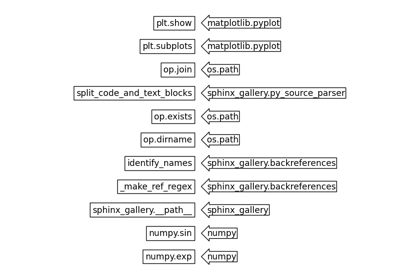 plt.show matplotlib.pyplot
plt.subplots matplotlib.pyplot
op.join os.path
split_code_and_text_blocks sphinx_gallery.py_source_parser
op.exists os.path
op.dirname os.path
identify_names sphinx_gallery.backreferences
_make_ref_regex sphinx_gallery.backreferences
sphinx_gallery.__path__ sphinx_gallery
numpy.sin numpy
numpy.exp numpy